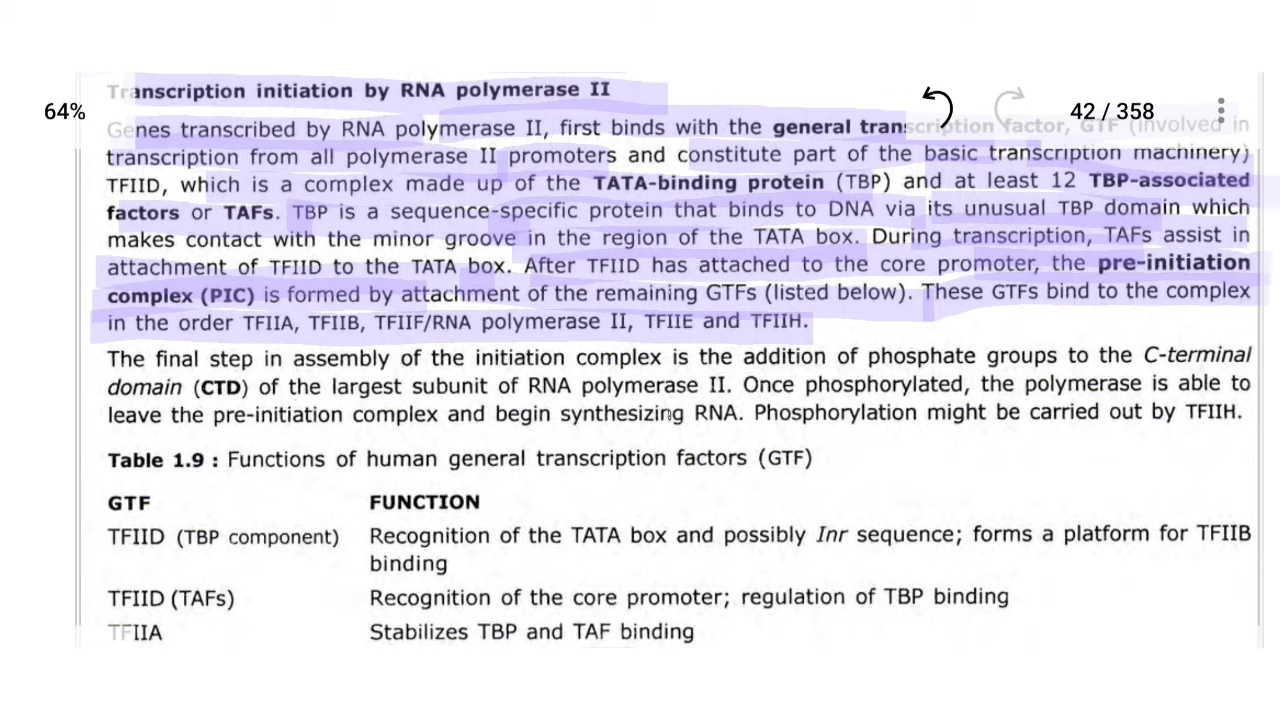 Transcription initiation by RNA polymerase II
64%
42 / 358
Genes transcribed by RNA polymerase II, first binds with the general transcription factor, GTF (involved in
transcription from all polymerase II promoters and constitute part of the basic transcription machinery)
TFIID, which is a complex made up of the TATA-binding protein (TBP) and at least 12 TBP-associated
factors or TAFs. TBP is a sequence-specific protein that binds to DNA via its unusual TBP domain which
makes contact with the minor groove in the region of the TATA box. During transcription, TAFs assist in
attachment of TFIID to the TATA box. After TFIID has attached to the core promoter, the pre-initiation
complex (PIC) is formed by attachment of the remaining GTFs (listed below). These GTFs bind to the complex
in the order TFIIA, TFIIB, TFIIF/RNA polymerase II, TFIIE and TFIIH.
The final step in assembly of the initiation complex is the addition of phosphate groups to the C-terminal
domain (CTD) of the largest subunit of RNA polymerase II. Once phosphorylated, the polymerase is able to
leave the pre-initiation complex and begin synthesizing RNA. Phosphorylation might be carried out by TFIIH.
Table 1.9 : Functions of human general transcription factors (GTF)
GTF FUNCTION
TFIID (TBP component) Recognition of the TATA box and possibly Inr sequence; forms a platform for TFIIB
binding
TFIID (TAFs) Recognition of the core promoter; regulation of TBP binding
TFIIA Stabilizes TBP and TAF binding